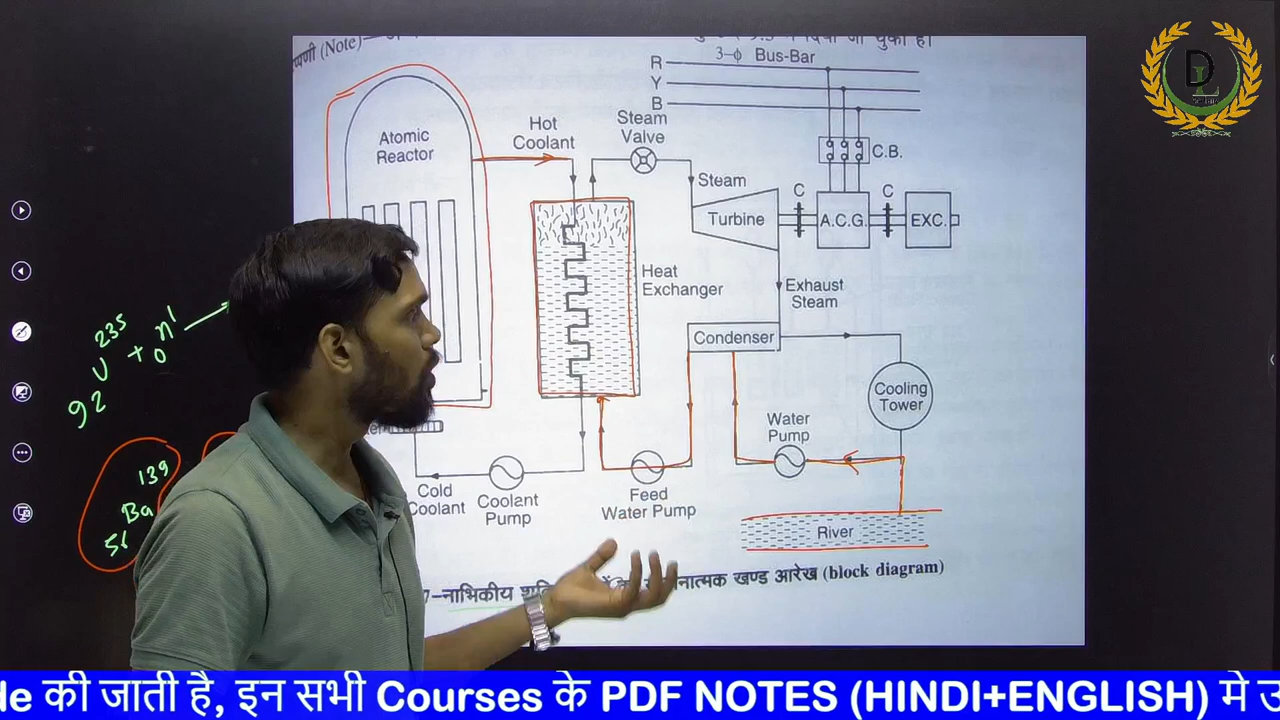 (Note)
3-ϕ Bus-Bar
R
Y
B
C.B.
Atomic
Reactor
Hot
Coolant
Steam
Valve
Steam
Turbine
C
A.C.G.
C
EXC.
Heat
Exchanger
Exhaust
Steam
Condenser
Cooling
Tower
Water
Pump
River
Cold
Coolant
Coolant
Pump
Feed
Water Pump
7-नाभिकीय
खण्ड आरेख (block diagram)
92 U 235 + 0 n 1
139
Ba
56
D
L
की जाती है, इन सभी Courses के PDF NOTES (HINDI+ENGLISH) मे